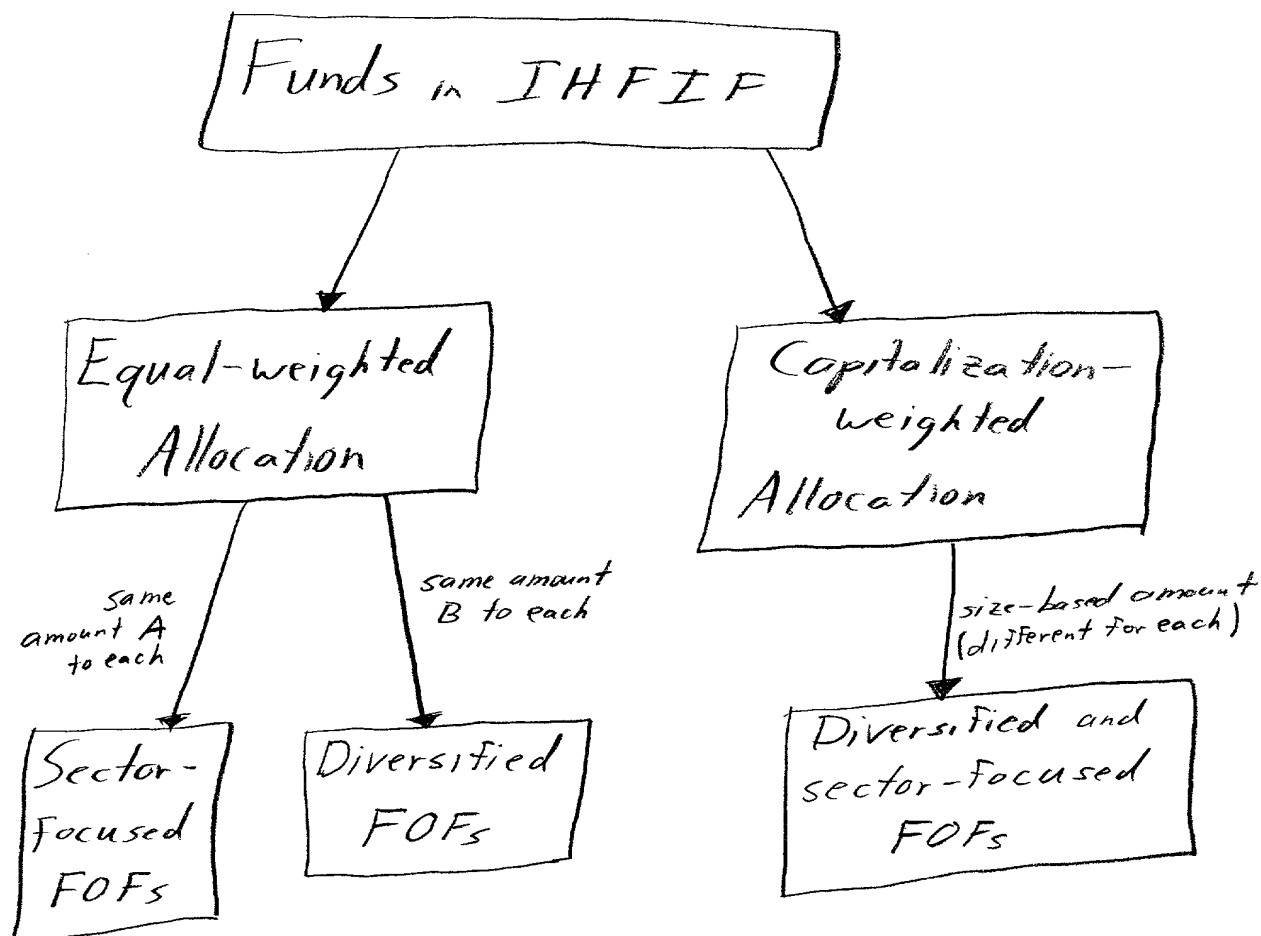 Funds in IHFIF
Equal-weighted
Allocation
Capitalization-
weighted
Allocation
same
amount A
to each
same amount
B to each
size-based amount
(different for each)
Sector-
focused
FOFs
Diversified
FOFs
Diversified and
sector-focused
FOFs